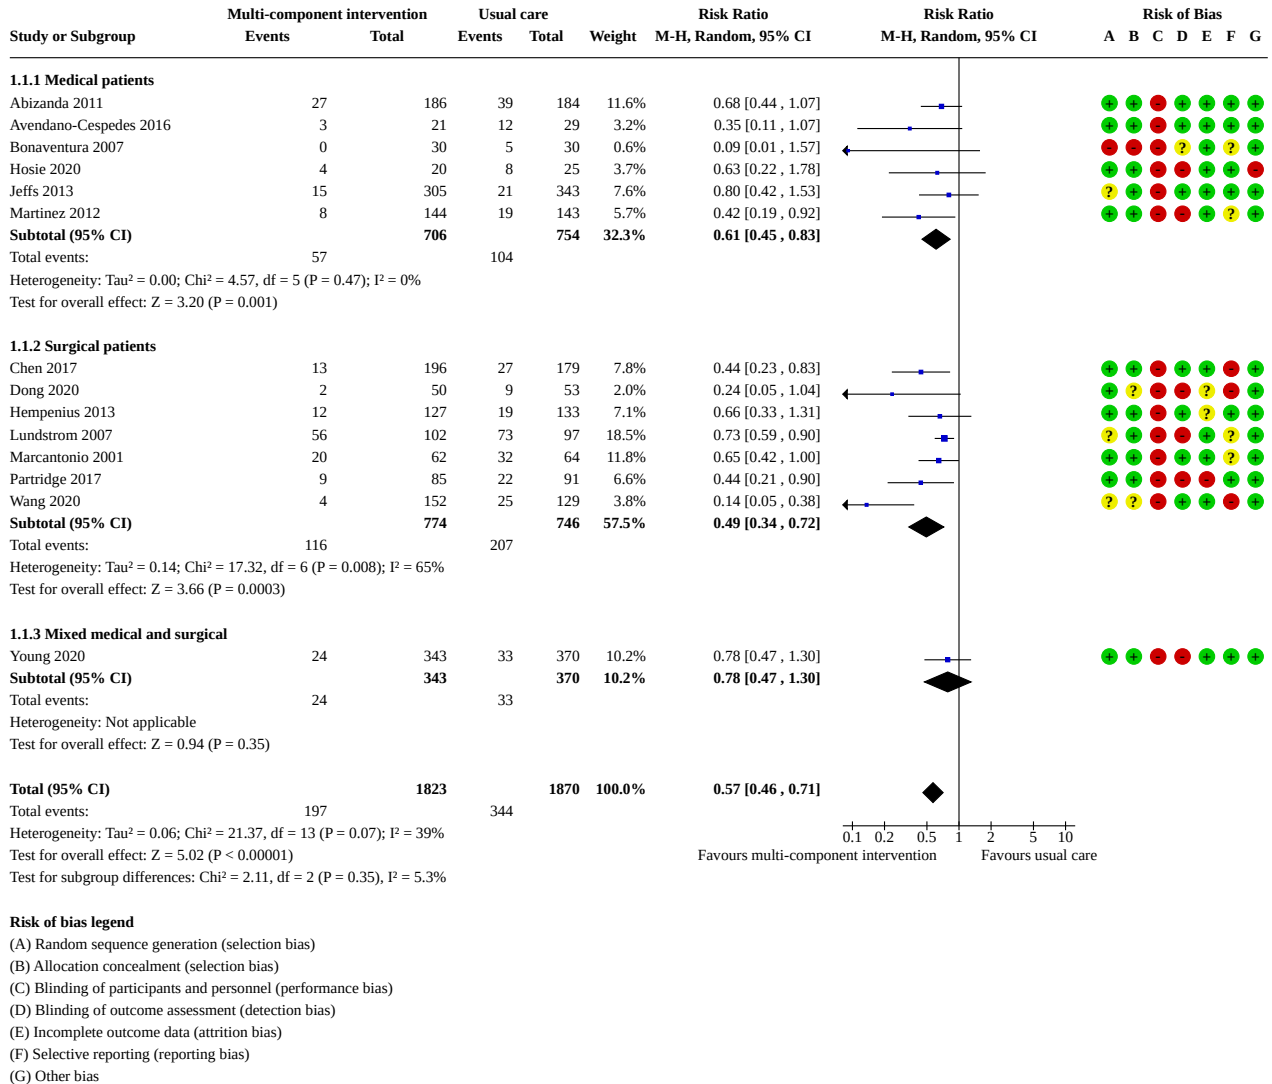 Multi-component intervention Usual care Risk Ratio Risk Ratio Risk of Bias
Study or Subgroup Events Total Events Total Weight M-H, Random, 95% CI M-H, Random, 95% CI A B C D E F G
1.1.1 Medical patients
Abizanda 2011 27 186 39 184 11.6% 0.68 [0.44 , 1.07] + + - + + + +
Avendano-Cespedes 2016 3 21 12 29 3.2% 0.35 [0.11 , 1.07] + + - + + + +
Bonaventura 2007 0 30 5 30 0.6% 0.09 [0.01 , 1.57] - - - ? + ? +
Hosie 2020 4 20 8 25 3.7% 0.63 [0.22 , 1.78] + + - - + + -
Jeffs 2013 15 305 21 343 7.6% 0.80 [0.42 , 1.53] ? + - + + + +
Martinez 2012 8 144 19 143 5.7% 0.42 [0.19 , 0.92] + + - - + ? +
Subtotal (95% CI) 706 754 32.3% 0.61 [0.45 , 0.83]
Total events: 57 104
Heterogeneity: Tau² = 0.00; Chi² = 4.57, df = 5 (P = 0.47); I² = 0%
Test for overall effect: Z = 3.20 (P = 0.001)
1.1.2 Surgical patients
Chen 2017 13 196 27 179 7.8% 0.44 [0.23 , 0.83] + + - + + - +
Dong 2020 2 50 9 53 2.0% 0.24 [0.05 , 1.04] + ? - - ? - +
Hempenius 2013 12 127 19 133 7.1% 0.66 [0.33 , 1.31] + + - + ? + +
Lundstrom 2007 56 102 73 97 18.5% 0.73 [0.59 , 0.90] ? + - - + ? +
Marcantonio 2001 20 62 32 64 11.8% 0.65 [0.42 , 1.00] + + - + + ? +
Partridge 2017 9 85 22 91 6.6% 0.44 [0.21 , 0.90] + + - - - + +
Wang 2020 4 152 25 129 3.8% 0.14 [0.05 , 0.38] ? ? - + + - +
Subtotal (95% CI) 774 746 57.5% 0.49 [0.34 , 0.72]
Total events: 116 207
Heterogeneity: Tau² = 0.14; Chi² = 17.32, df = 6 (P = 0.008); I² = 65%
Test for overall effect: Z = 3.66 (P = 0.0003)
1.1.3 Mixed medical and surgical
Young 2020 24 343 33 370 10.2% 0.78 [0.47 , 1.30] + + - - + + +
Subtotal (95% CI) 343 370 10.2% 0.78 [0.47 , 1.30]
Total events: 24 33
Heterogeneity: Not applicable
Test for overall effect: Z = 0.94 (P = 0.35)
Total (95% CI) 1823 1870 100.0% 0.57 [0.46 , 0.71]
Total events: 197 344
Heterogeneity: Tau² = 0.06; Chi² = 21.37, df = 13 (P = 0.07); I² = 39%
0.1 0.2 0.5 1 2 5 10
Test for overall effect: Z = 5.02 (P < 0.00001)
Favours multi-component intervention Favours usual care
Test for subgroup differences: Chi² = 2.11, df = 2 (P = 0.35), I² = 5.3%
Risk of bias legend
(A) Random sequence generation (selection bias)
(B) Allocation concealment (selection bias)
(C) Blinding of participants and personnel (performance bias)
(D) Blinding of outcome assessment (detection bias)
(E) Incomplete outcome data (attrition bias)
(F) Selective reporting (reporting bias)
(G) Other bias